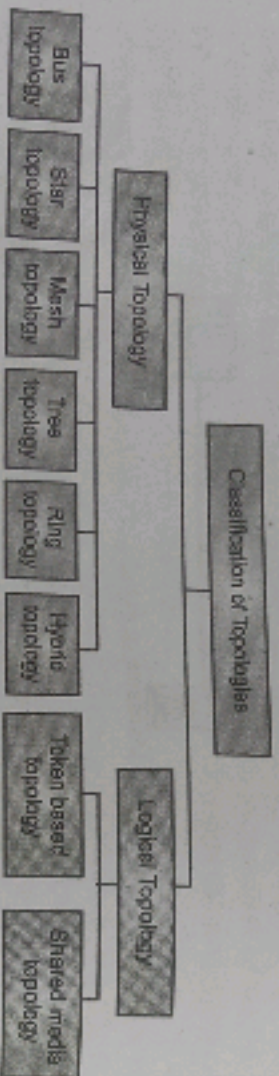 Classification of Topologies
Physical Topology
Logical Topology
Bus
topology
Star
topology
Mesh
topology
Tree
topology
Ring
topology
Hybrid
topology
Token based
topology
Shared media
topology